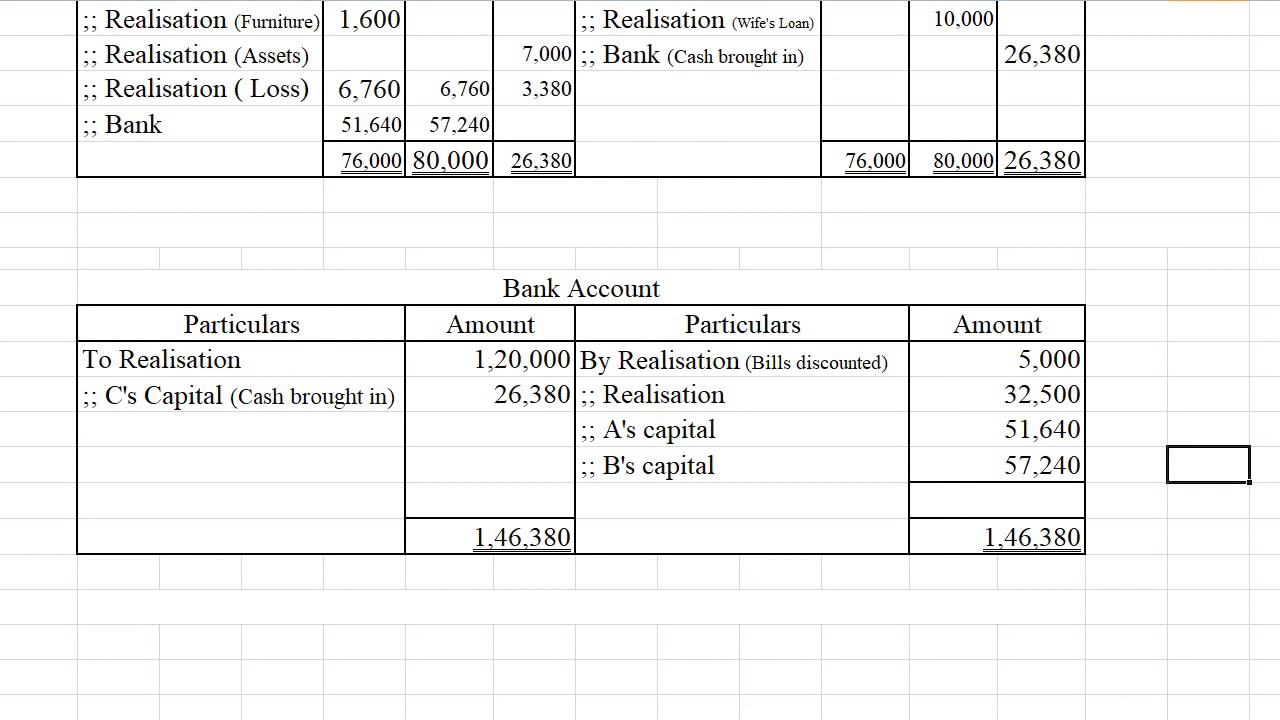 ;; Realisation (Furniture) 1,600 ;; Realisation (Wife's Loan) 10,000
;; Realisation (Assets) 7,000 ;; Bank (Cash brought in) 26,380
;; Realisation ( Loss) 6,760 6,760 3,380
;; Bank 51,640 57,240
76,000 80,000 26,380 76,000 80,000 26,380
Bank Account
Particulars Amount Particulars Amount
To Realisation 1,20,000 By Realisation (Bills discounted) 5,000
;; C's Capital (Cash brought in) 26,380 ;; Realisation 32,500
;; A's capital 51,640
;; B's capital 57,240
1,46,380 1,46,380